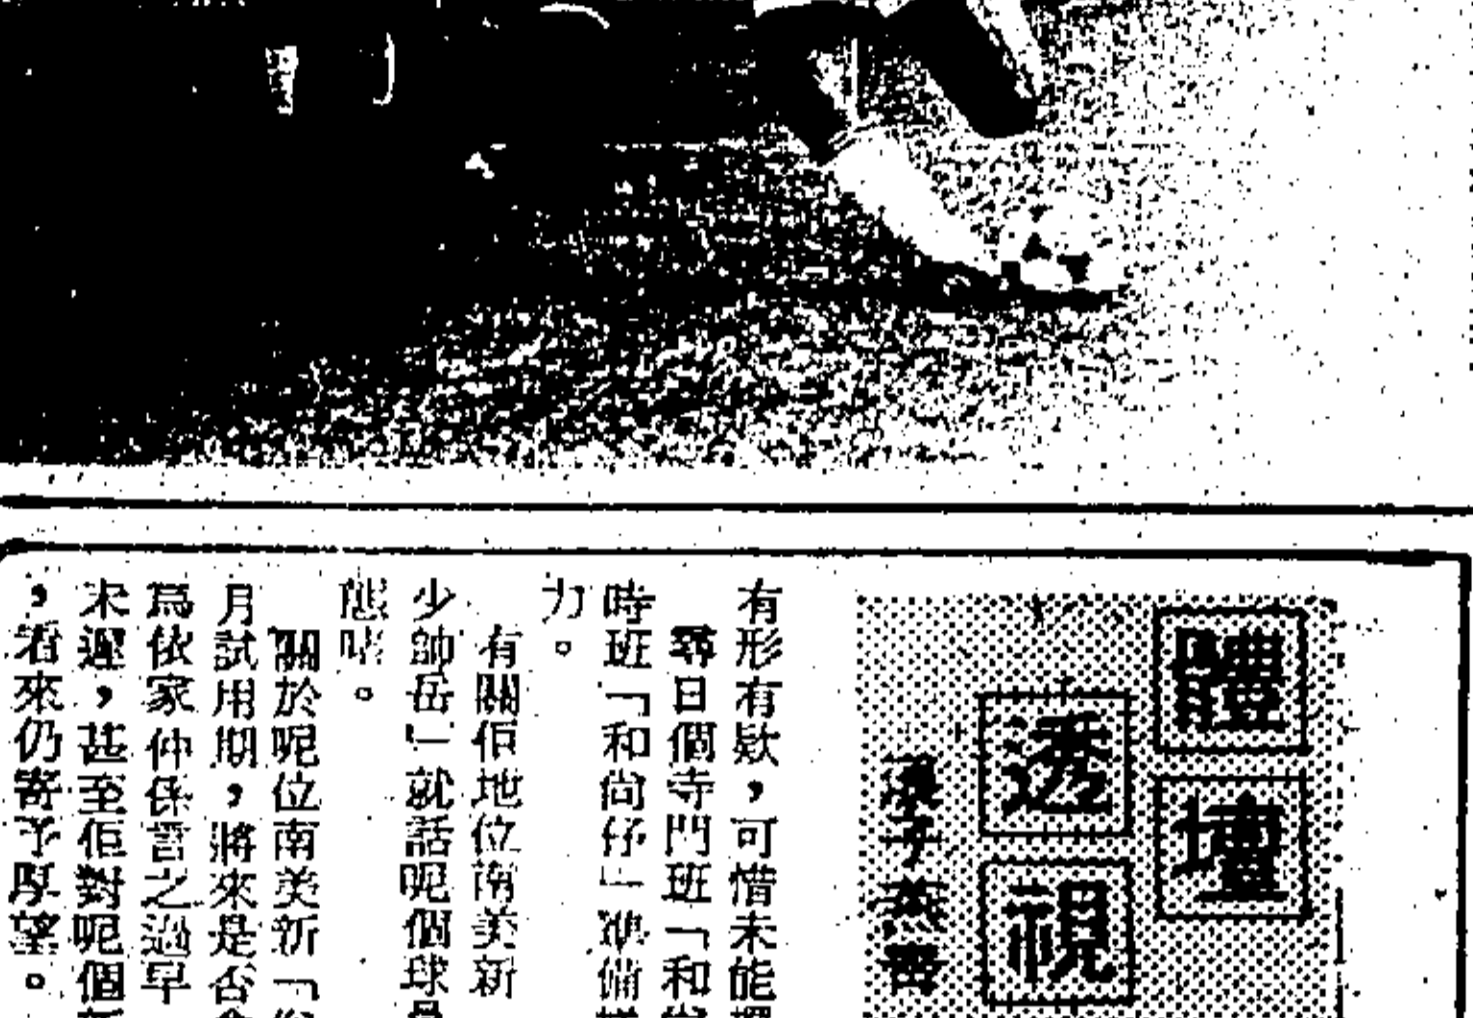 體壇
透視
有形有欵，可惜未能
尋日個寺門班「和
時班「和尚仔」準備
力。
有關佢地位南美新
少帥岳」就話呢個球
態啫。
關於呢位南美新「
月試用期，將來是否
為依家仲係言之過早
未遲，甚至佢對呢個
，看來仍寄予厚望。